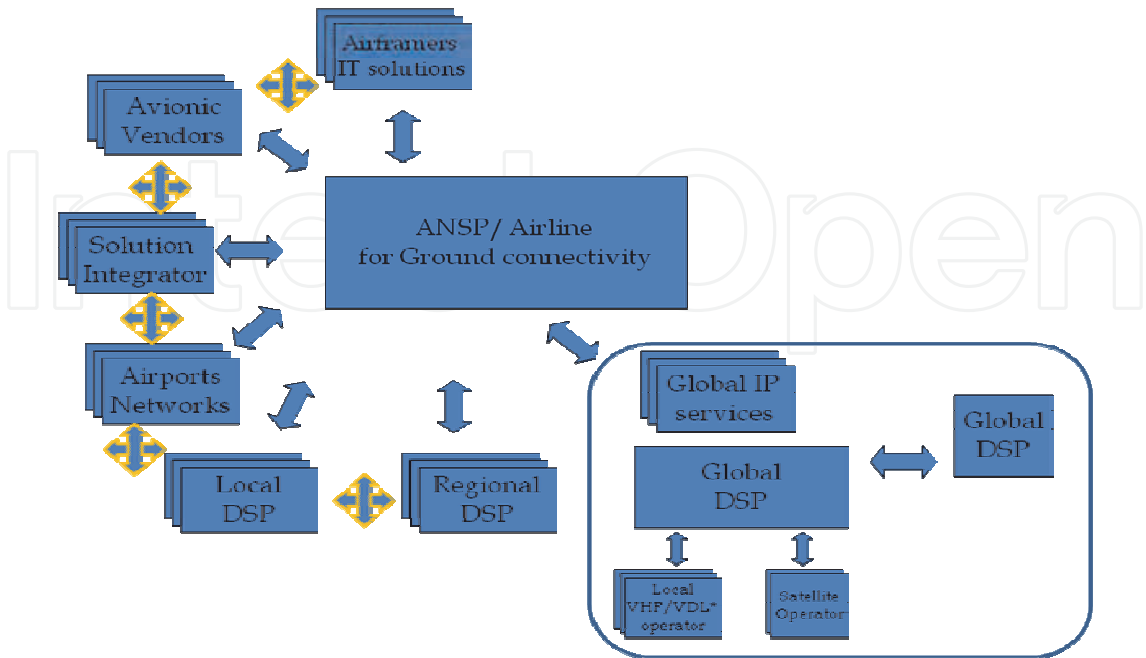 Airframers
IT solutions
Avionic
Vendors
ANSP/ Airline
for Ground connectivity
Solution
Integrator
Airports
Networks
Global IP
services
Global
DSP
Global
DSP
Local
DSP
Regional
DSP
Local
VHF/VDL*
operator
Satellite
Operator